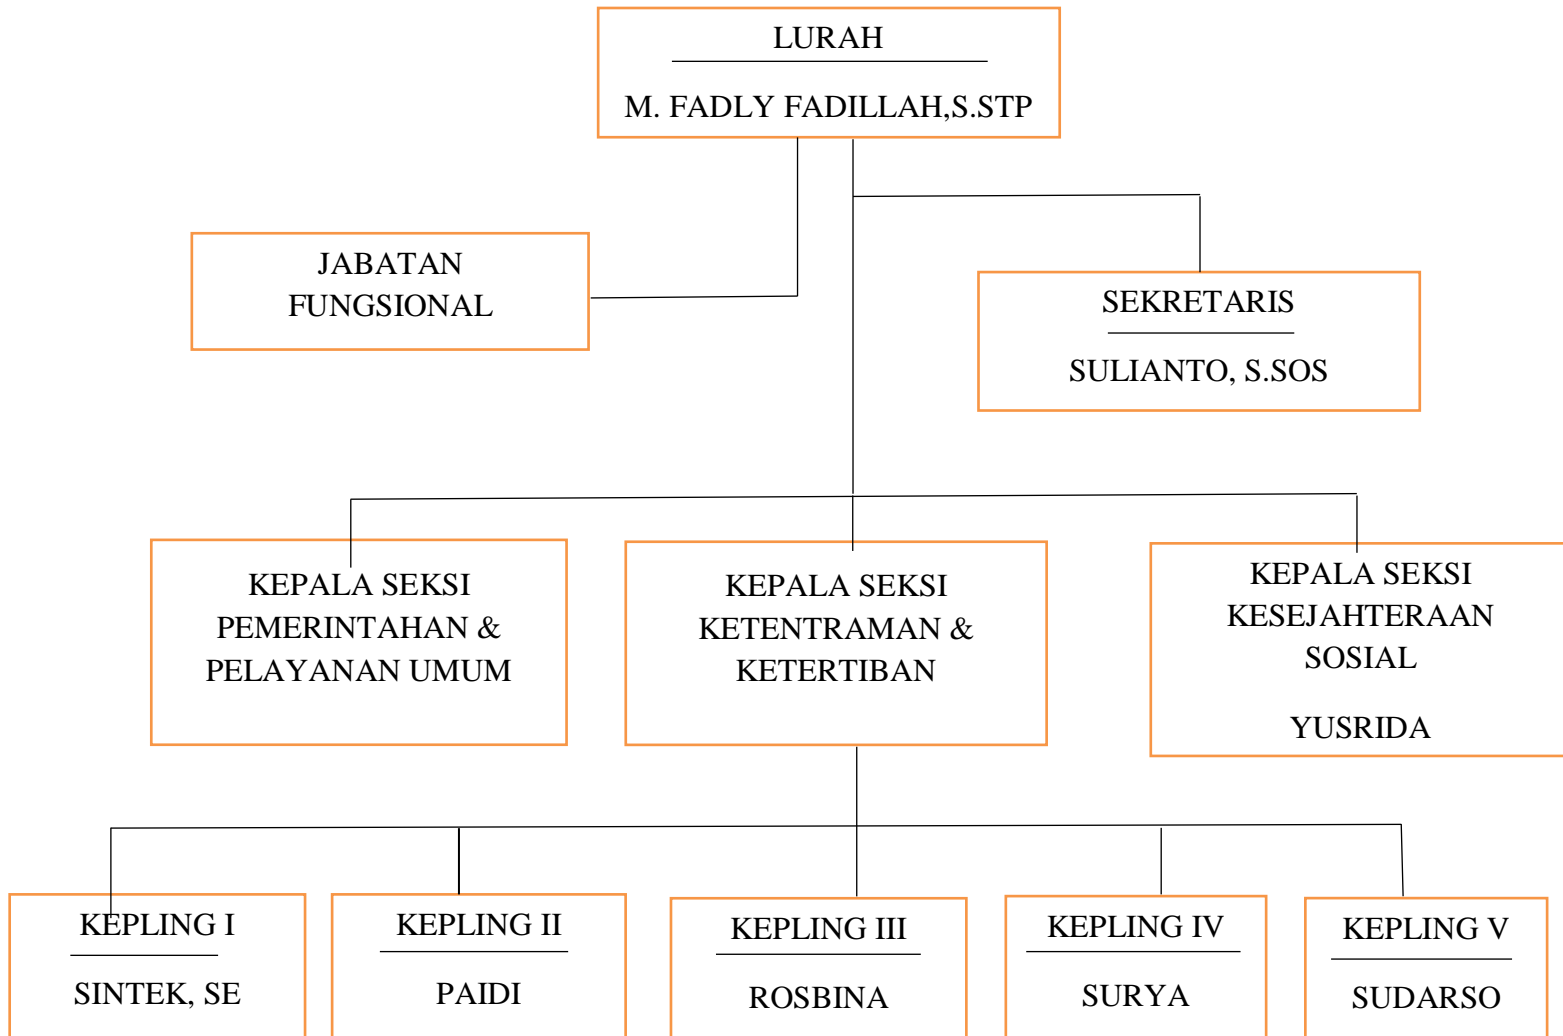 LURAH
M. FADLY FADILLAH,S.STP
JABATAN
FUNGSIONAL
SEKRETARIS
SULIANTO, S.SOS
KEPALA SEKSI
PEMERINTAHAN &
PELAYANAN UMUM
KEPALA SEKSI
KETENTRAMAN &
KETERTIBAN
KEPALA SEKSI
KESEJAHTERAAN
SOSIAL
YUSRIDA
KEPLING I
SINTEK, SE
KEPLING II
PAIDI
KEPLING III
ROSBINA
KEPLING IV
SURYA
KEPLING V
SUDARSO